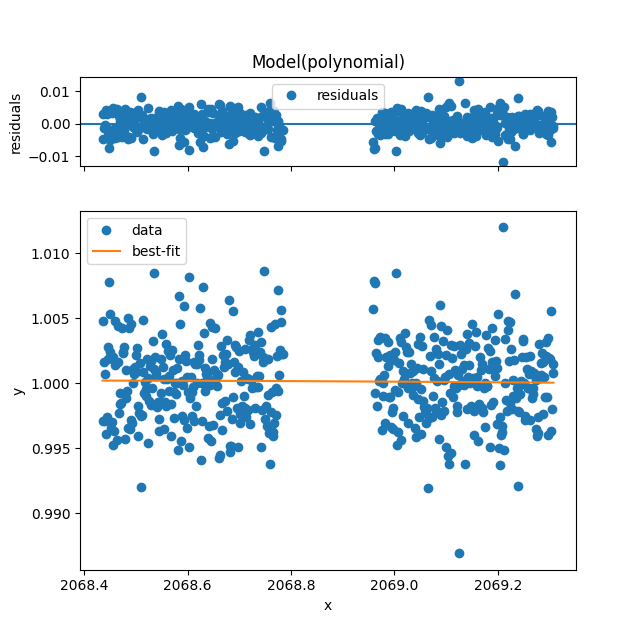 Model(polynomial)
residuals
0.01
0.00
−0.01
residuals
data
best-fit
y
1.010
1.005
1.000
0.995
0.990
2068.4
2068.6
2068.8
2069.0
2069.2
x